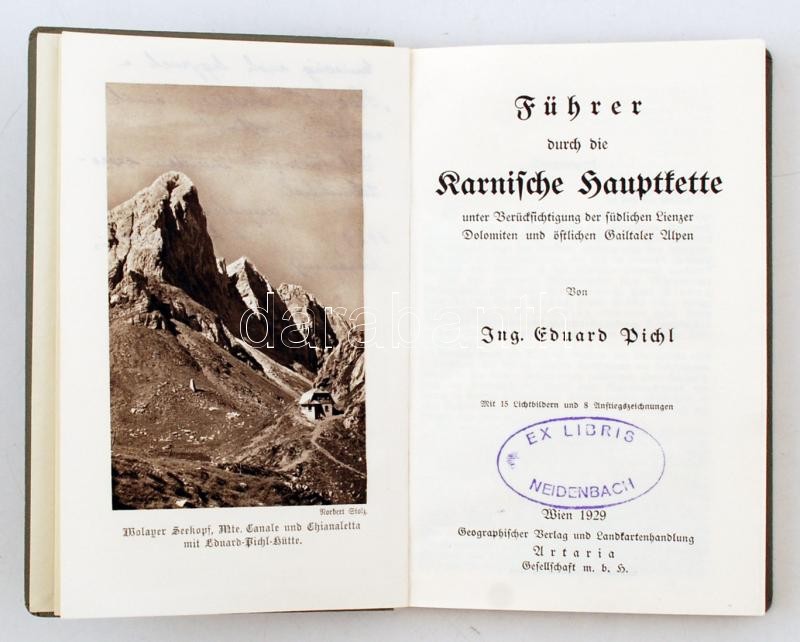 Norbert Stolz.
Wolayer Seekopf, Mte. Canale und Chianaletta
mit Eduard-Pichl-Hütte.
Führer
durch die
Karnische Hauptkette
unter Berücksichtigung der südlichen Lienzer
Dolomiten und östlichen Gailtaler Alpen
Von
Ing. Eduard Pichl
Mit 15 Lichtbildern und 8 Anstiegszeichnungen
EX LIBRIS
NEIDENBACH
Wien 1929
Geographischer Verlag und Landkartenhandlung
Artaria
Gesellschaft m. b. H.
darabanth